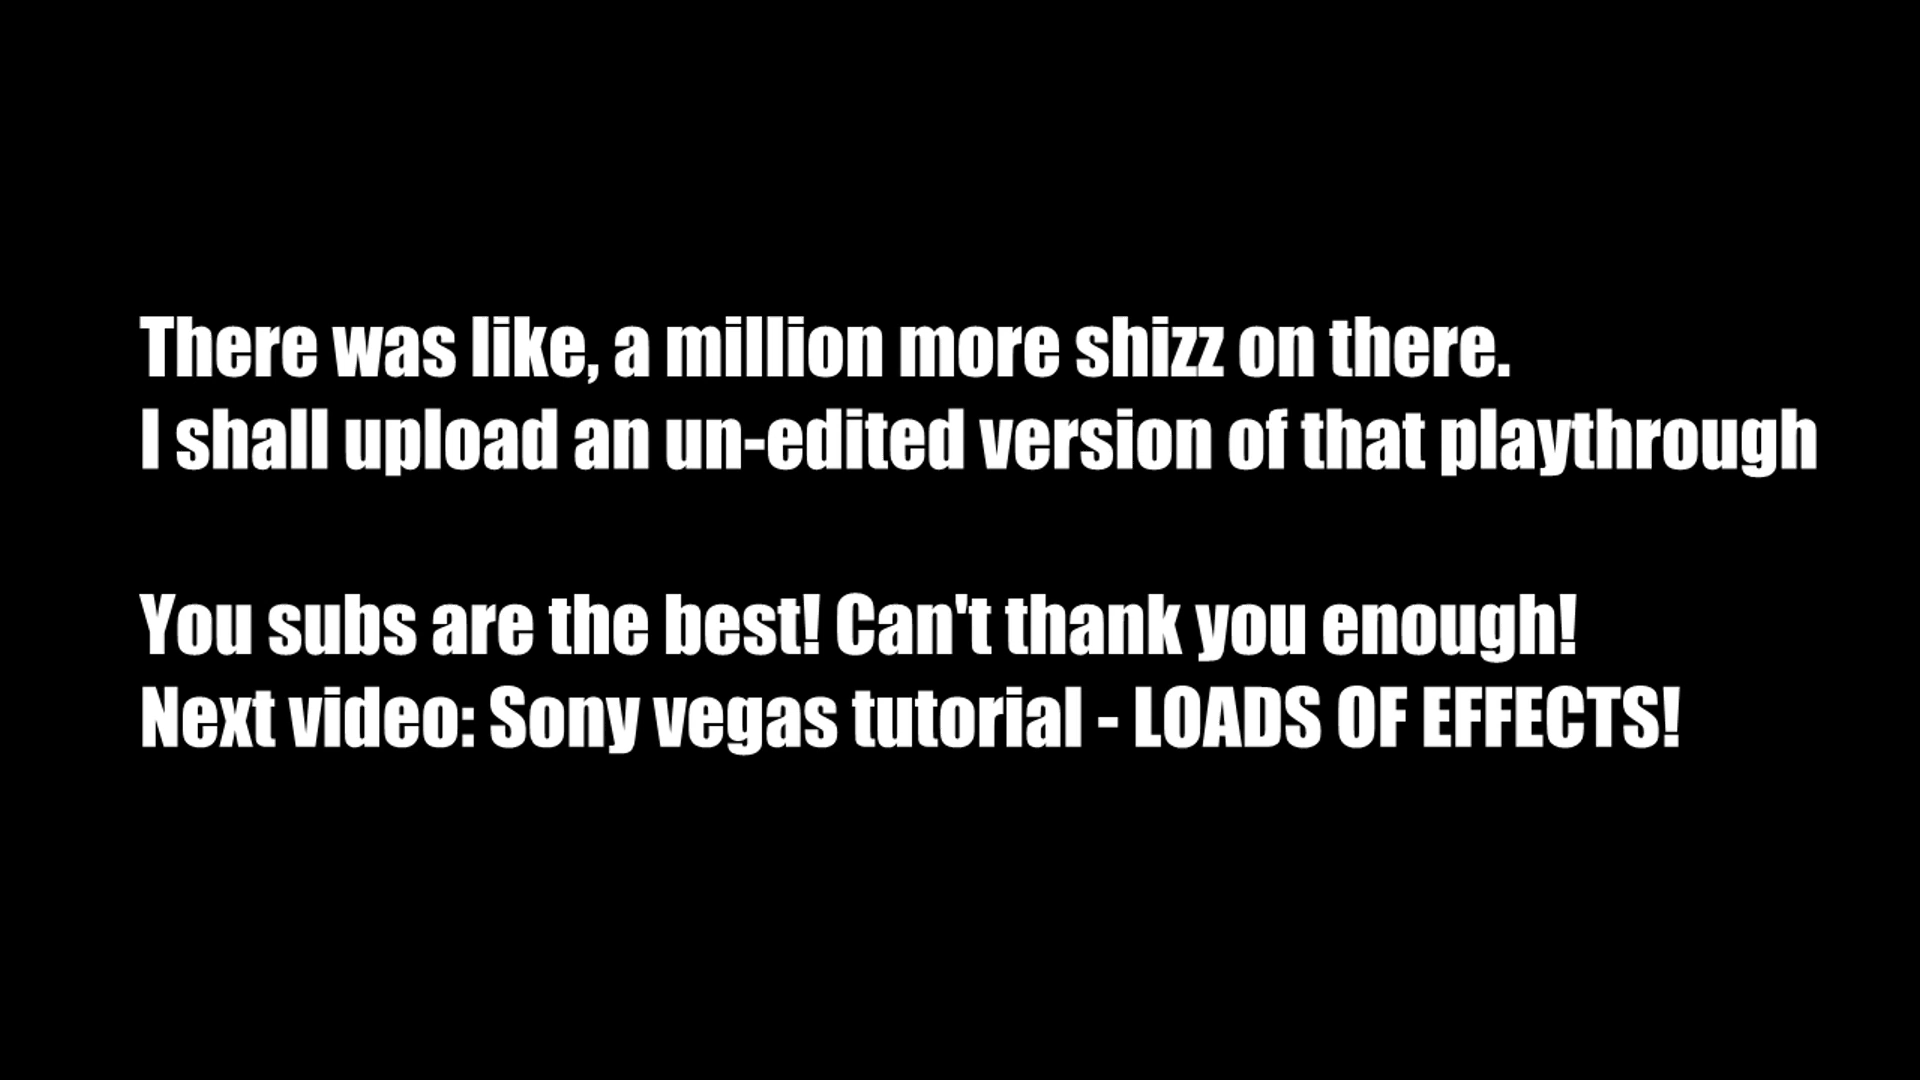 There was like, a million more shizz on there.
I shall upload an un-edited version of that playthrough
You subs are the best! Can't thank you enough!
Next video: Sony vegas tutorial - LOADS OF EFFECTS!